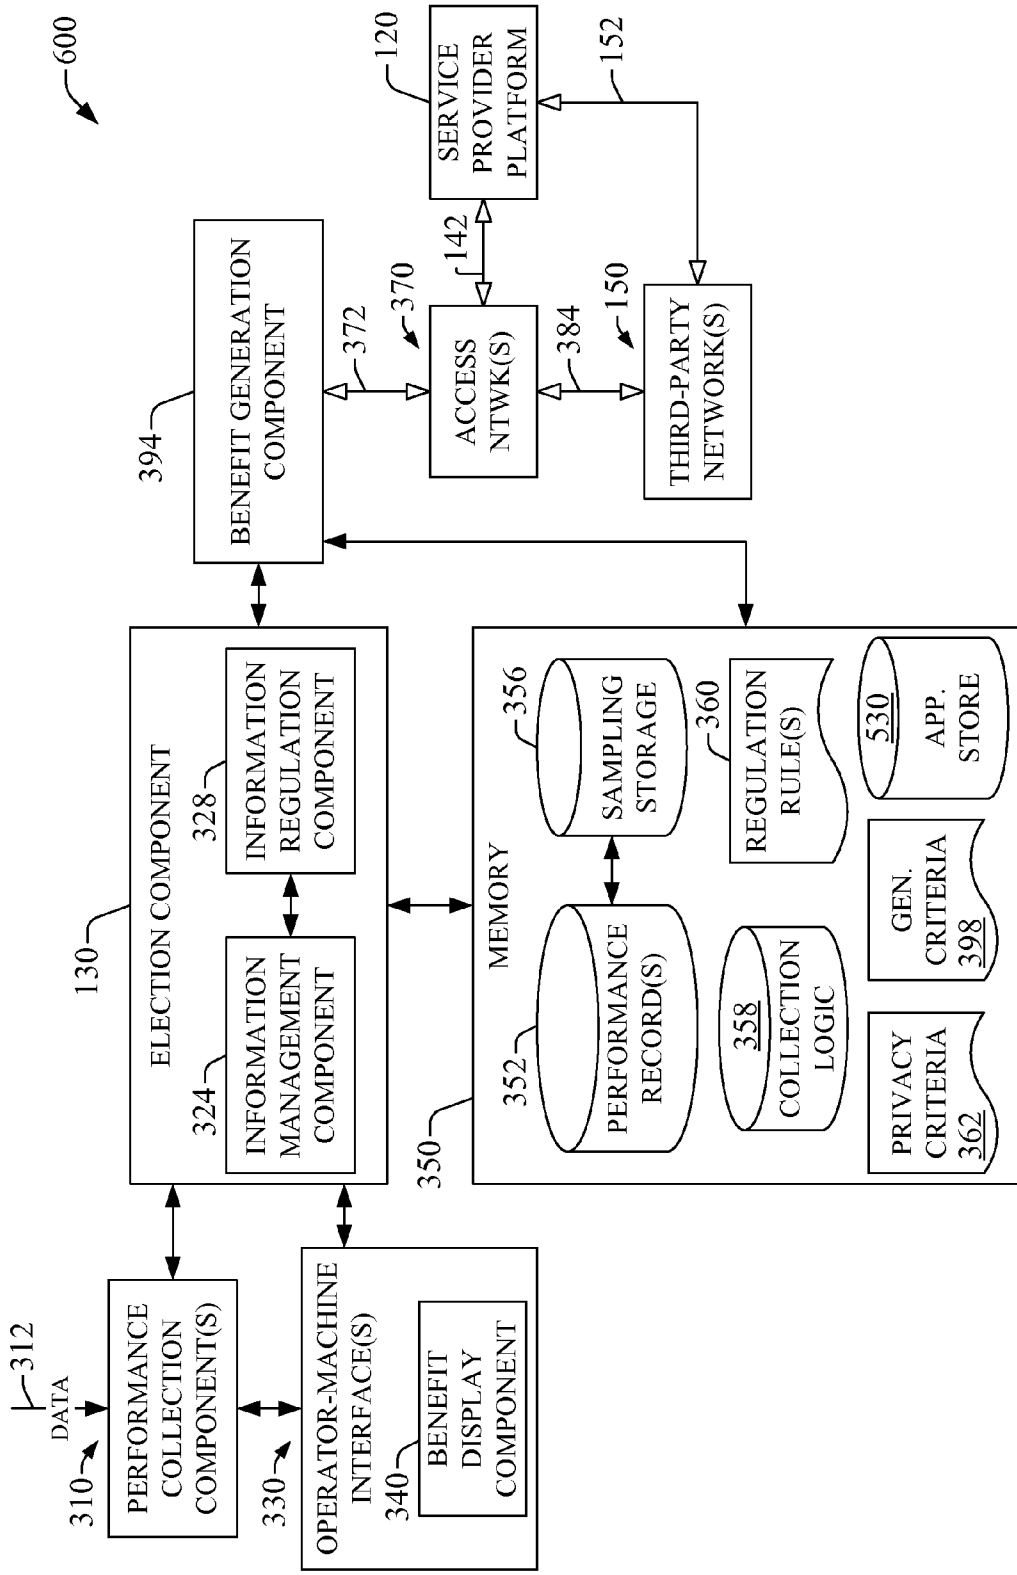 600
312
DATA
310
PERFORMANCE
COLLECTION
COMPONENT(S)
330
OPERATOR-MACHINE
INTERFACE(S)
340
BENEFIT
DISPLAY
COMPONENT
130
ELECTION COMPONENT
324
INFORMATION
MANAGEMENT
COMPONENT
328
INFORMATION
REGULATION
COMPONENT
350
MEMORY
352
PERFORMANCE
RECORD(S)
356
SAMPLING
STORAGE
358
COLLECTION
LOGIC
360
REGULATION
RULE(S)
PRIVACY
CRITERIA
362
GEN.
CRITERIA
398
530
APP.
STORE
394
BENEFIT GENERATION
COMPONENT
372
370
ACCESS
NTWK(S)
142
120
SERVICE
PROVIDER
PLATFORM
384
150
THIRD-PARTY
NETWORK(S)
152